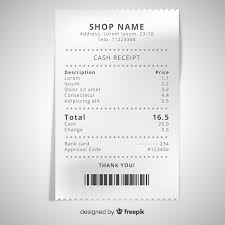 SHOP NAME
Address: Lorem Ipsum, 23-10
Telp. 11223344
CASH RECEIPT
Description Price
Lorem 1.1
Ipsum 2.2
Dolor sit amet 3.3
Consectetur 4.4
Adipiscing elit 5.5
Total 16.5
Cash 20.0
Change 3.5
Bank card ---234
Approval Code #123456
THANK YOU!
designed by freepik